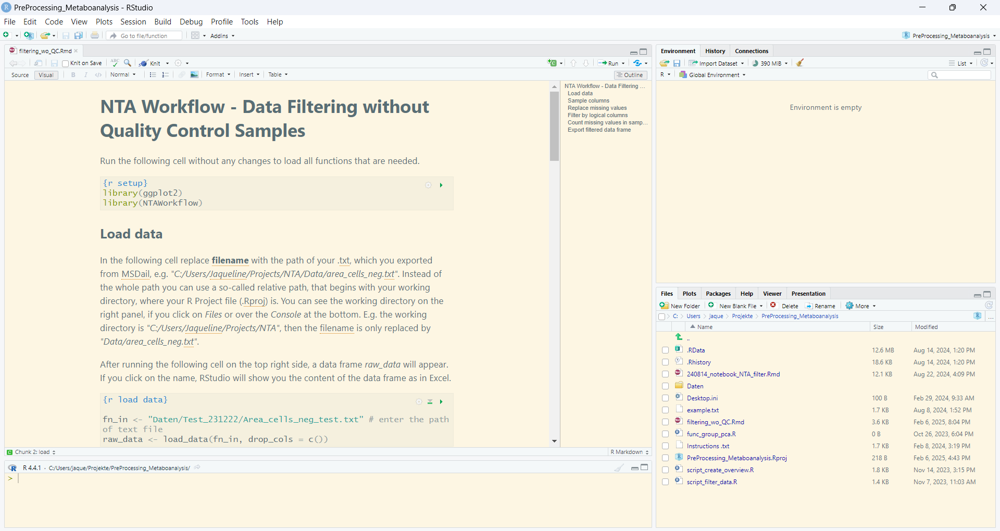 PreProcessing_Metaboanalysis - RStudio
File Edit Code View Plots Session Build Debug Profile Tools Help
Go to file/function Addins PreProcessing_Metaboanalysis
filtering_wo_QC.Rmd
Knit on Save ABC Knit Run
Source Visual B I </> Normal Format Insert Table Outline
NTA Workflow - Data Filtering without
Quality Control Samples
Run the following cell without any changes to load all functions that are needed.
{r setup}
library(ggplot2)
library(NTAWorkflow)
Load data
In the following cell replace filename with the path of your .txt, which you exported
from MSDail, e.g. "C:/Users/Jaqueline/Projects/NTA/Data/area_cells_neg.txt". Instead of
the whole path you can use a so-called relative path, that begins with your working
directory, where your R Project file (.Rproj) is. You can see the working directory on the
right panel, if you click on Files or over the Console at the bottom. E.g. the working
directory is "C:/Users/Jaqueline/Projects/NTA", then the filename is only replaced by
"Data/area_cells_neg.txt".
After running the following cell on the top right side, a data frame raw_data will appear.
If you click on the name, RStudio will show you the content of the data frame as in Excel.
{r load data}
fn_in <- "Daten/Test_231222/Area_cells_neg_test.txt" # enter the path
of text file
raw_data <- load_data(fn_in, drop_cols = c())
NTA Workflow - Data Filtering ...
Load data
Sample columns
Replace missing values
Filter by logical columns
Count missing values in samp...
Export filtered data frame
Chunk 2: load R Markdown
R 4.4.1 · C:/Users/jaque/Projekte/PreProcessing_Metaboanalysis/
>
Environment History Connections
Import Dataset 390 MiB List
R Global Environment
Environment is empty
Files Plots Packages Help Viewer Presentation
New Folder New Blank File Delete Rename More
C: > Users > jaque > Projekte > PreProcessing_Metaboanalysis ...
Name Size Modified
..
.RData 12.6 MB Aug 14, 2024, 1:20 PM
.Rhistory 18.6 KB Aug 14, 2024, 1:20 PM
240814_notebook_NTA_filter.Rmd 12.1 KB Aug 22, 2024, 4:09 PM
Daten
Desktop.ini 100 B Feb 29, 2024, 9:33 AM
example.txt 1.7 KB Aug 8, 2024, 1:52 PM
filtering_wo_QC.Rmd 3.6 KB Feb 6, 2025, 8:04 PM
func_group_pca.R 0 B Oct 26, 2023, 6:04 PM
Instructions .txt 1.7 KB Feb 8, 2024, 3:19 PM
PreProcessing_Metaboanalysis.Rproj 218 B Feb 6, 2025, 4:43 PM
script_create_overview.R 1.8 KB Nov 14, 2023, 3:15 PM
script_filter_data.R 1.4 KB Nov 7, 2023, 11:03 AM